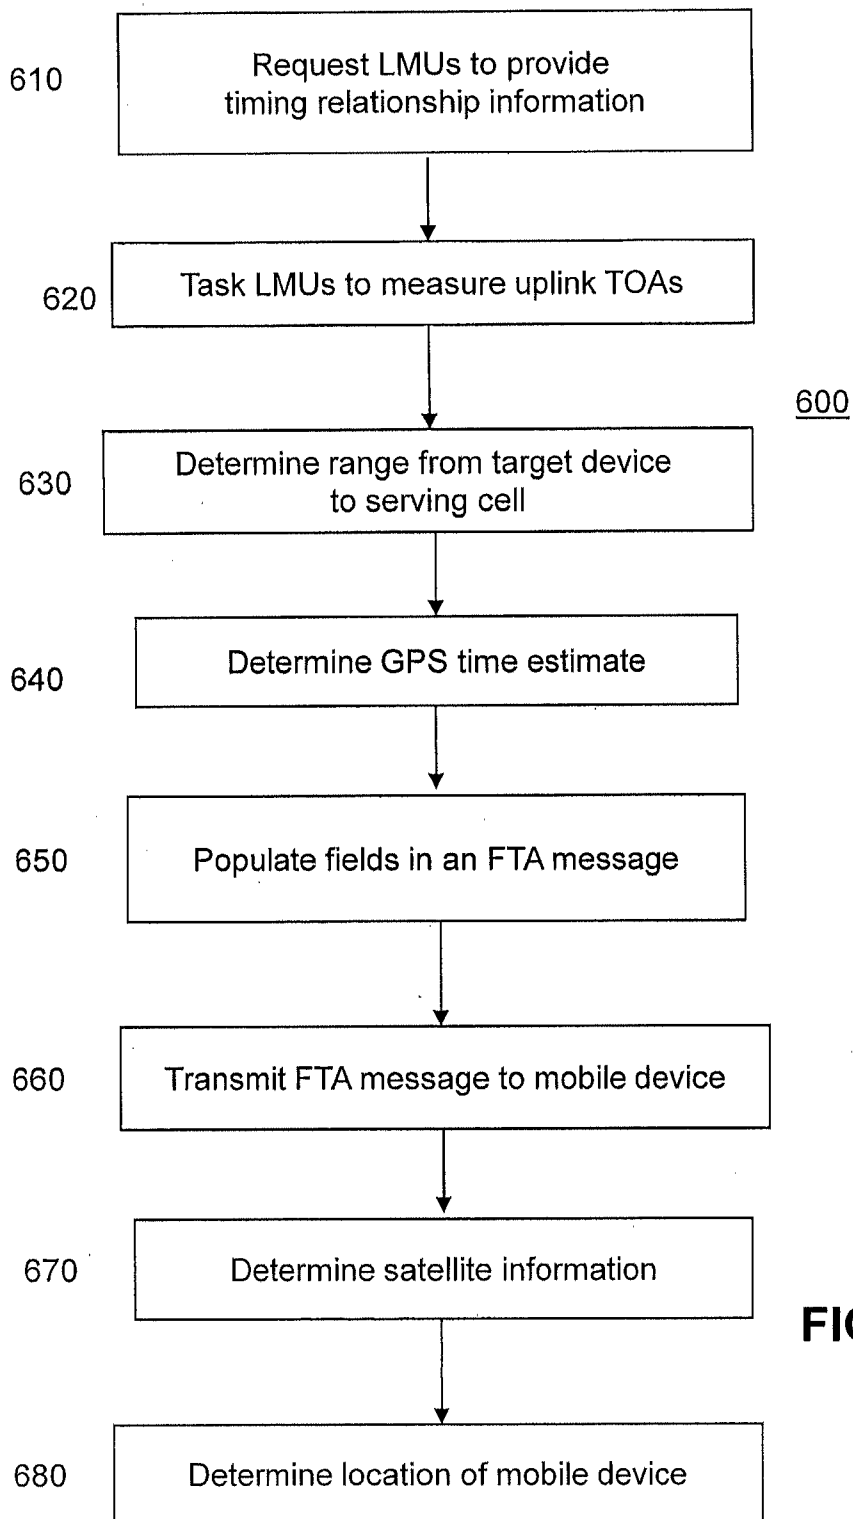 610
Request LMUs to provide
timing relationship information
620
Task LMUs to measure uplink TOAs
600
630
Determine range from target device
to serving cell
640
Determine GPS time estimate
650
Populate fields in an FTA message
660
Transmit FTA message to mobile device
670
Determine satellite information
FIG
680
Determine location of mobile device